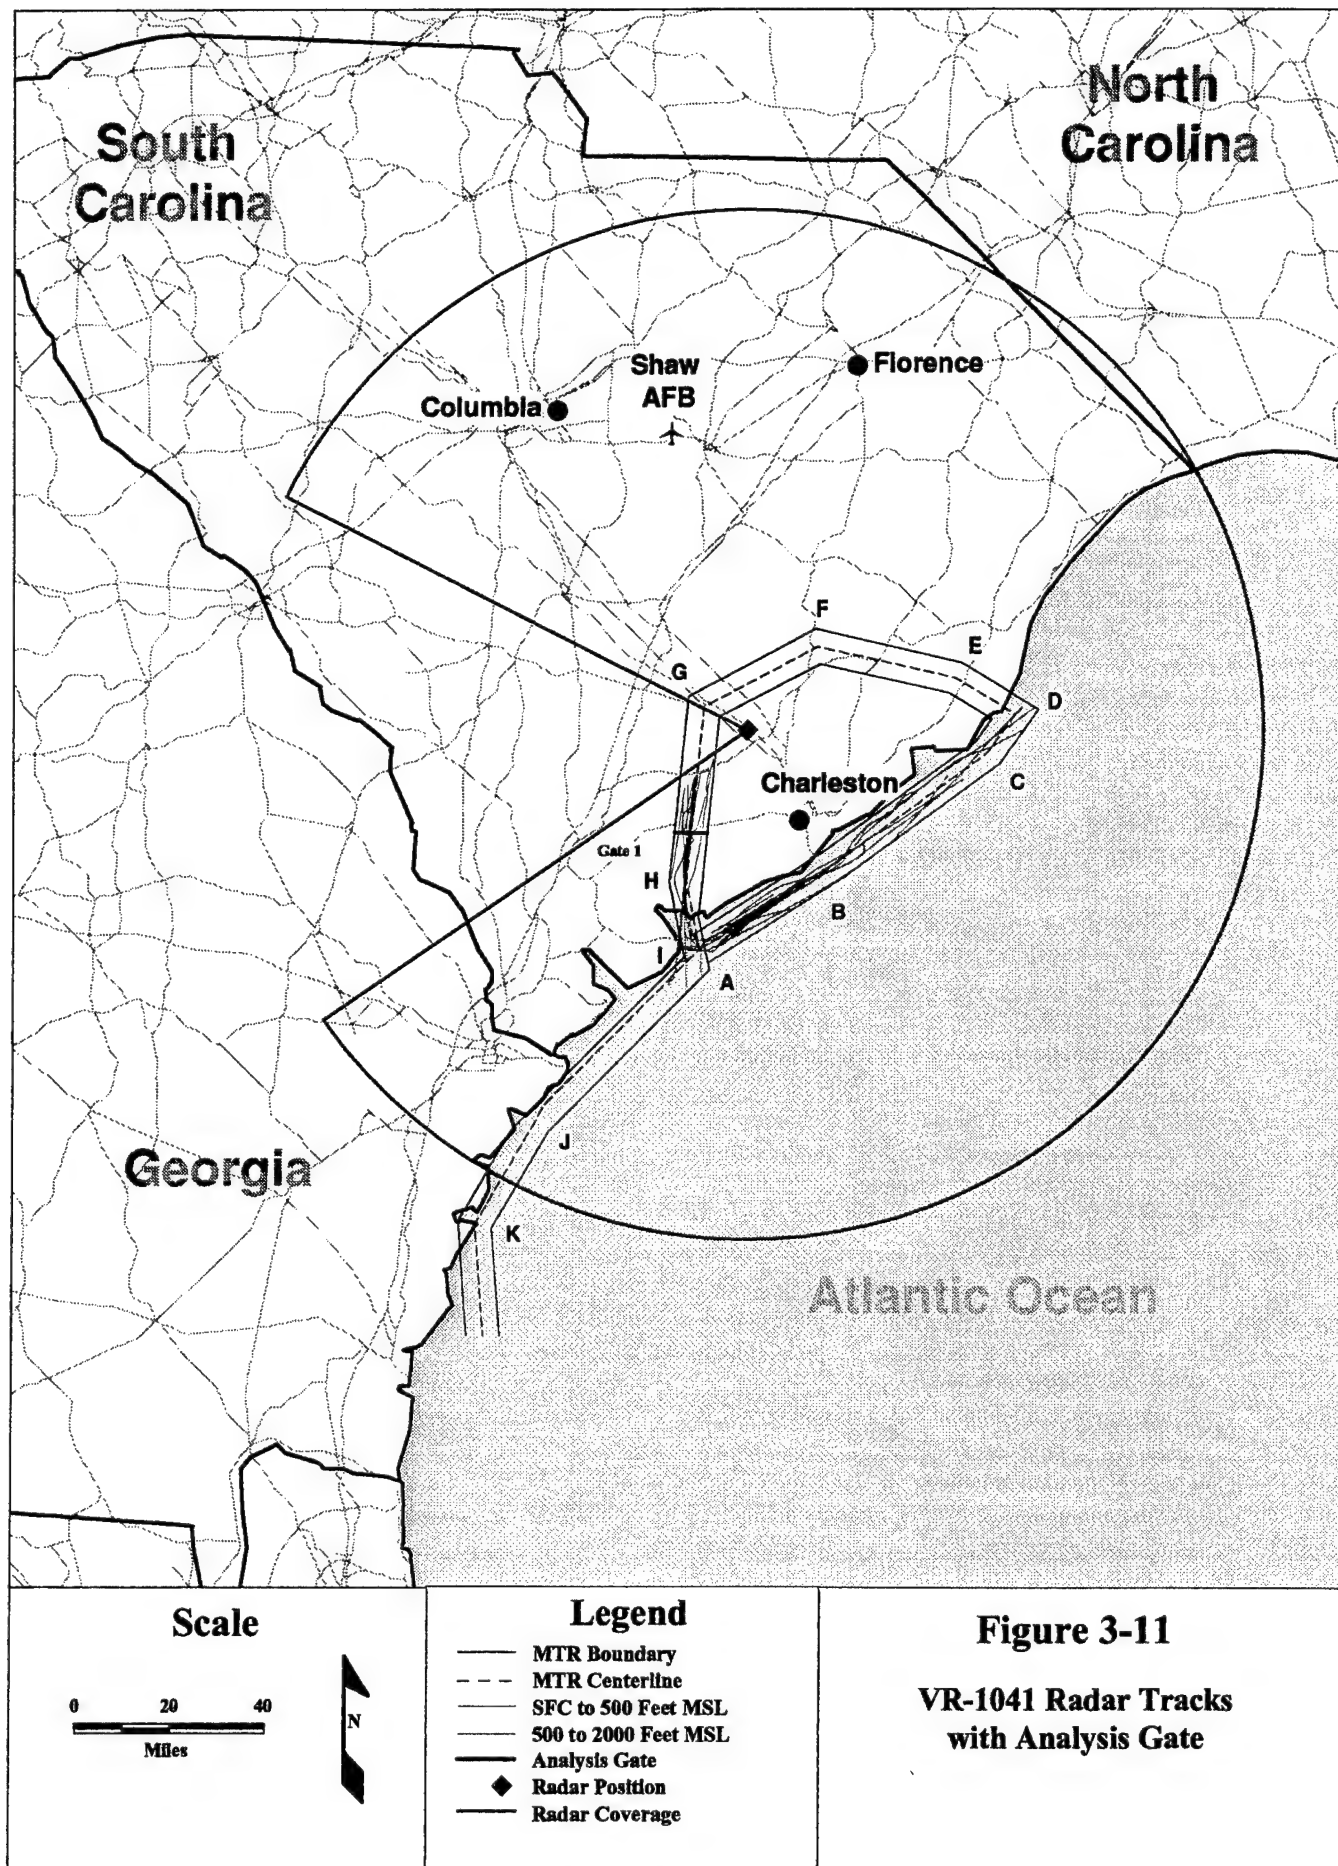 North
Carolina
South
Carolina
Shaw
AFB
Florence
Columbia
F
E
G
D
C
Charleston
Gate 1
H
B
I
A
J
Georgia
K
Atlantic Ocean
Scale
0 20 40
Miles
N
Legend
MTR Boundary
MTR Centerline
SFC to 500 Feet MSL
500 to 2000 Feet MSL
Analysis Gate
Radar Position
Radar Coverage
Figure 3-11
VR-1041 Radar Tracks
with Analysis Gate